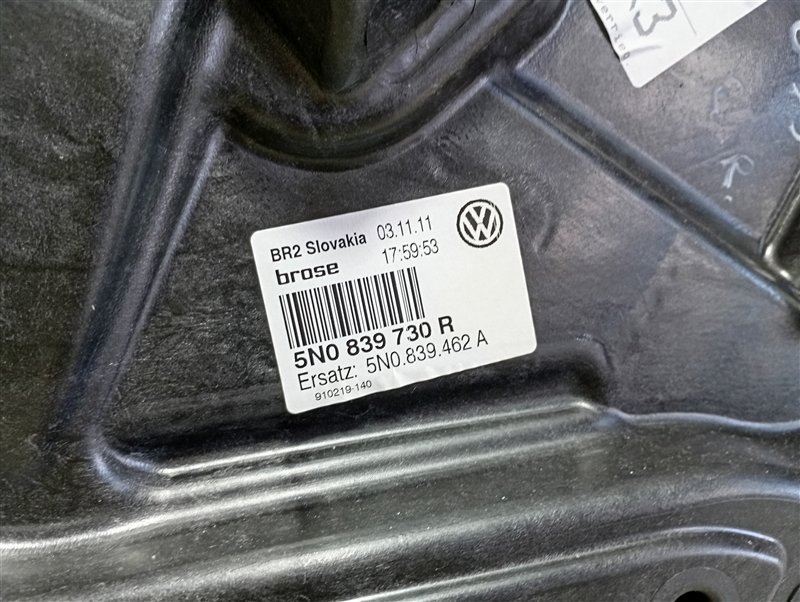 BR2 Slovakia 03.11.11
brose 17:59:53
5N0 839 730 R
Ersatz: 5N0.839.462 A
910219-140
R.